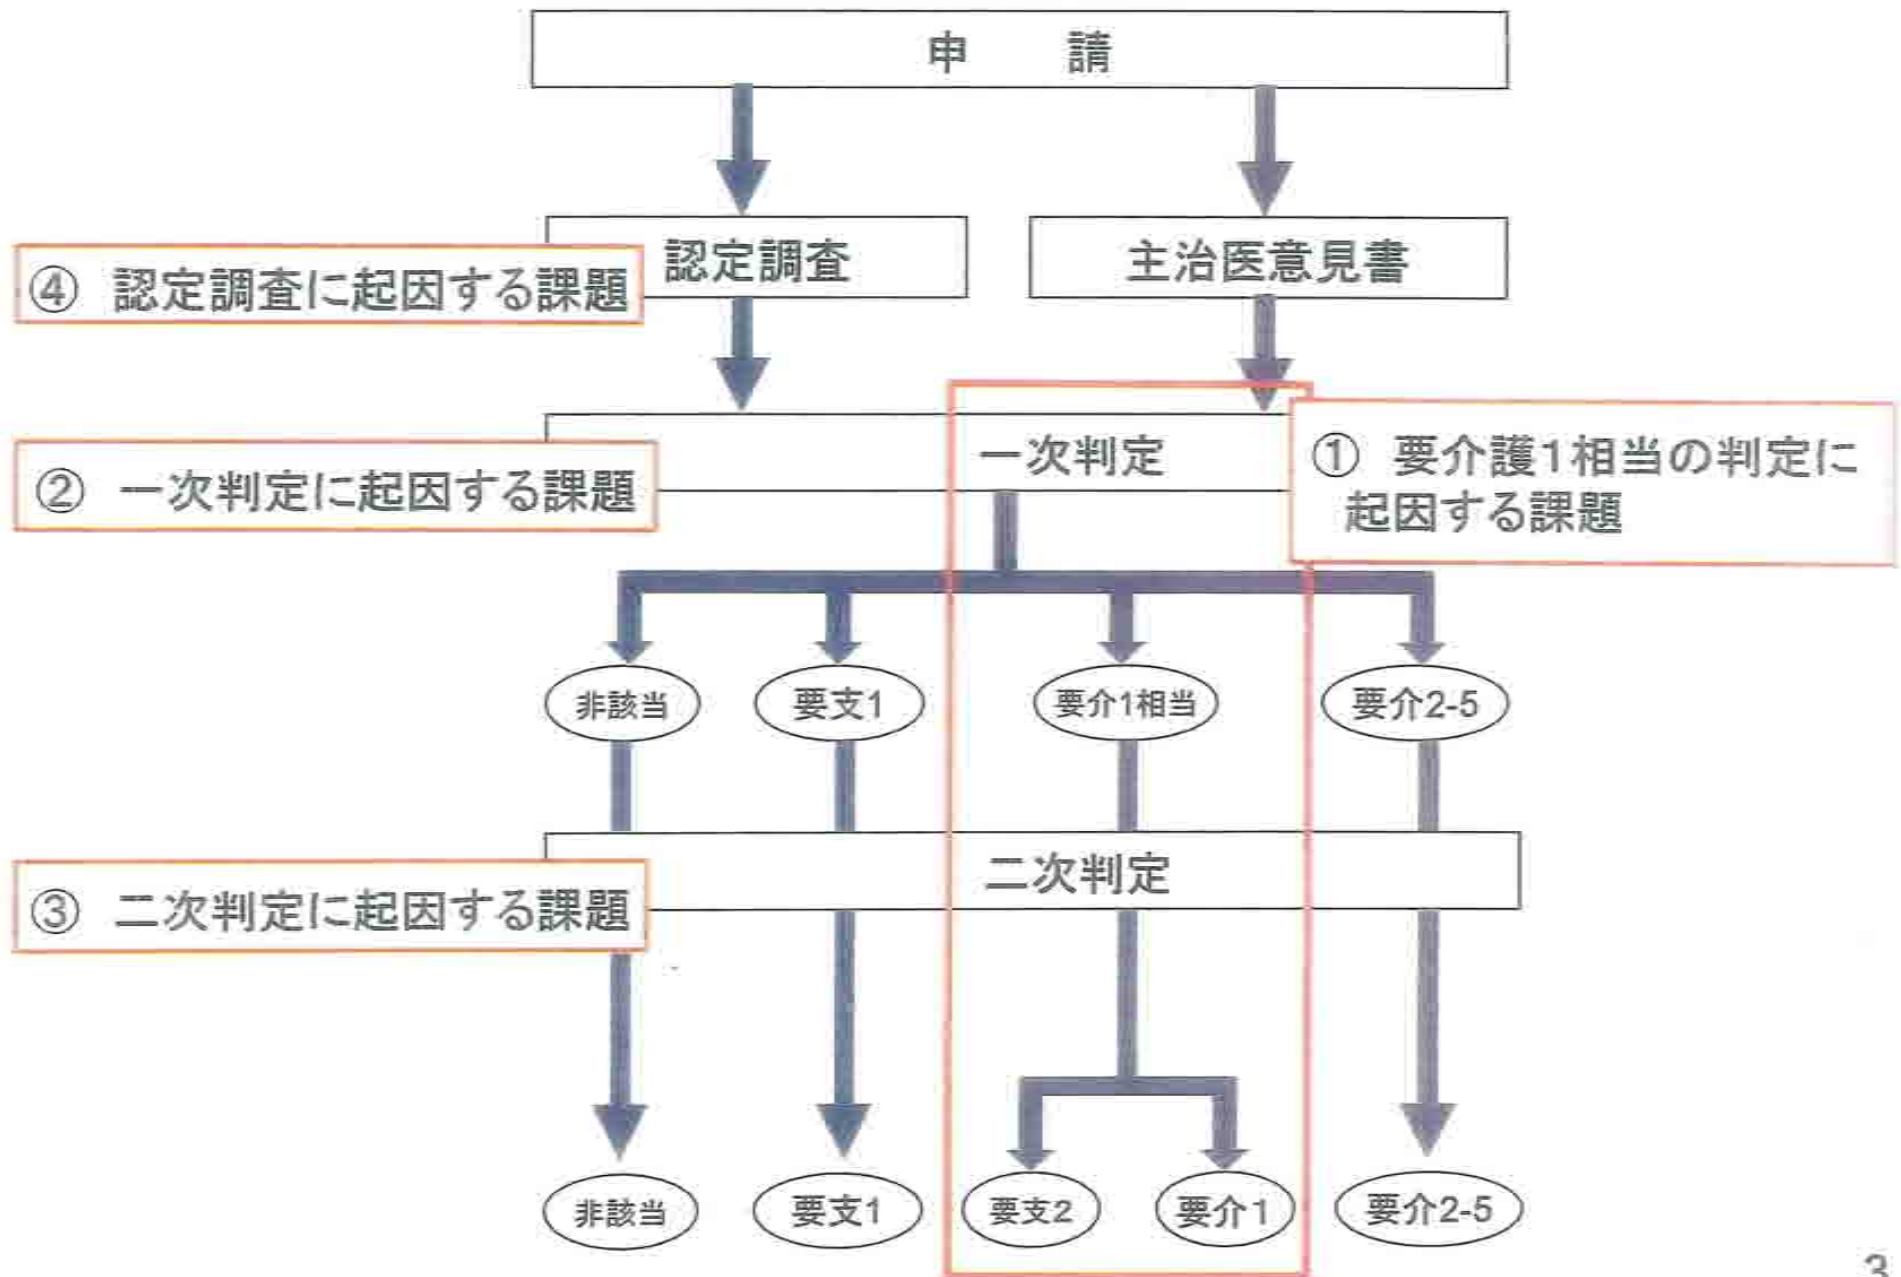 申　請
認定調査
主治医意見書
④ 認定調査に起因する課題
一次判定
② 一次判定に起因する課題
① 要介護1相当の判定に
起因する課題
非該当
要支1
要介1相当
要介2-5
二次判定
③ 二次判定に起因する課題
非該当
要支1
要支2
要介1
要介2-5
3